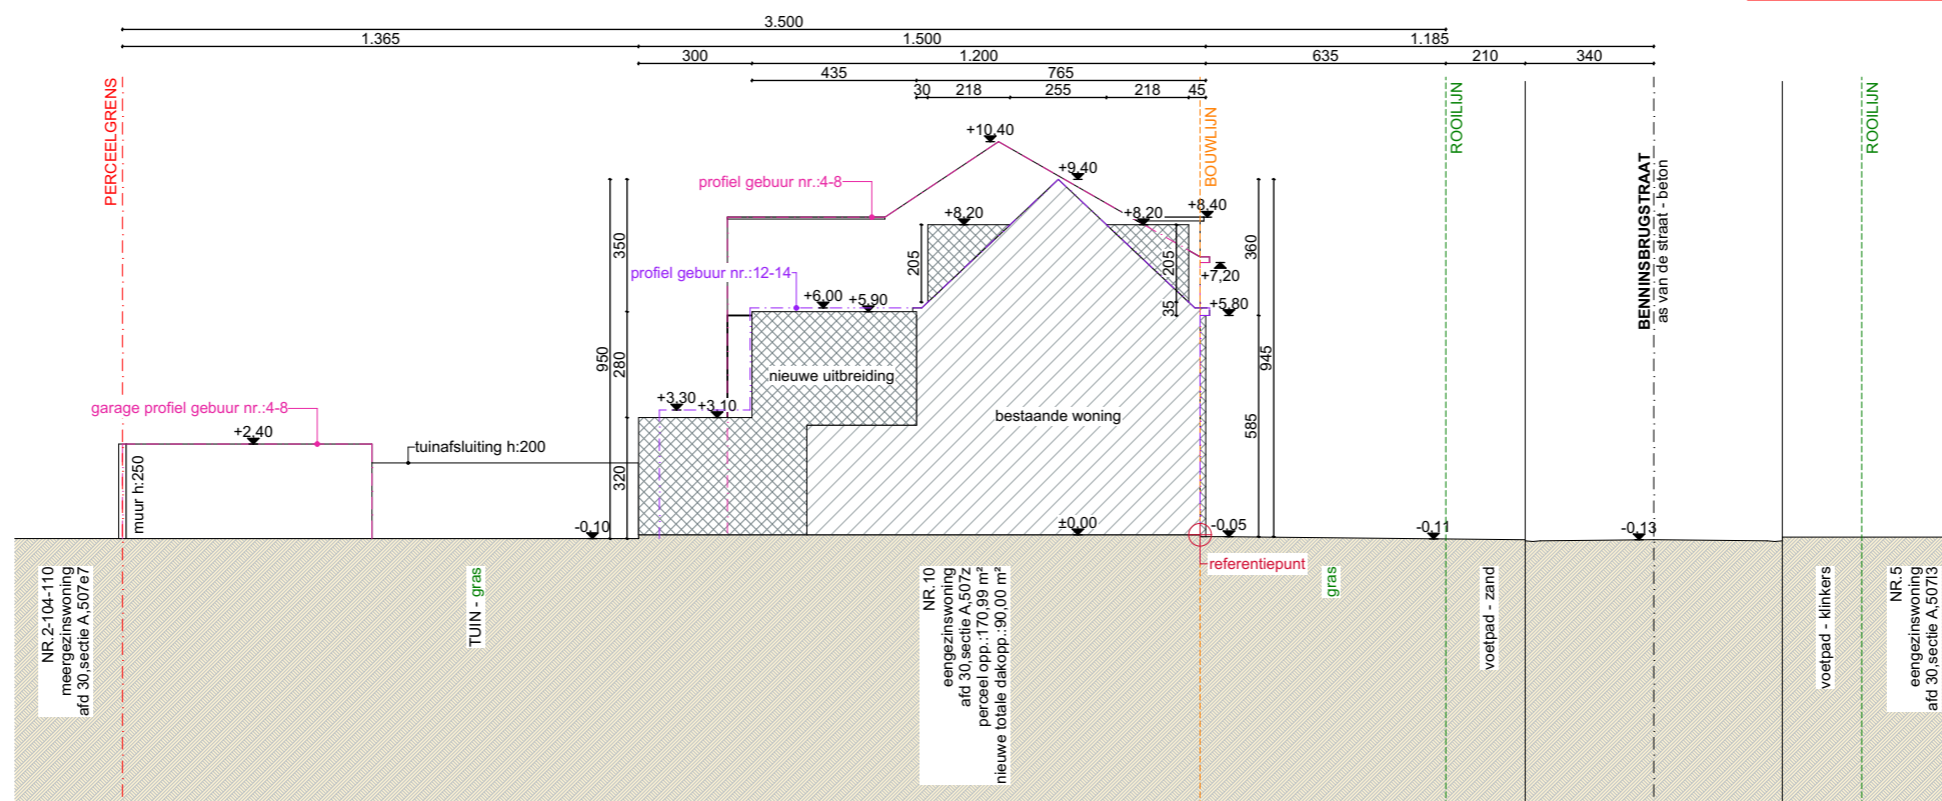 3.500
1.365
1.500
1.185
300
1.200
635
210
340
435
765
30
218
255
218
45
PERCEELGRENS
BOUWLIJN
ROOILIJN
BENNINSBRUGSTRAAT
as van de straat - beton
ROOILIJN
+10,40
+9,40
profiel gebuur nr.:4-8
+8,20
+8,20
+8,40
350
205
205
360
profiel gebuur nr.:12-14
+7,20
+6,00
+5,90
35
+5,80
950
280
945
nieuwe uitbreiding
+3,30
+3,10
garage profiel gebuur nr.:4-8
+2,40
bestaande woning
585
tuinafsluiting h:200
muur h:250
320
-0,10
±0,00
-0,05
-0,11
-0,13
referentiepunt
NR.2-104-110
meergezinswoning
afd 30,sectie A,507e7
TUIN - gras
NR.10
eengezinswoning
afd 30,sectie A,507z
perceel opp.:170,99 m²
nieuwe totale dakopp.:90,00 m²
gras
voetpad - zand
voetpad - klinkers
NR.5
eengezinswoning
afd 30,sectie A,507l3